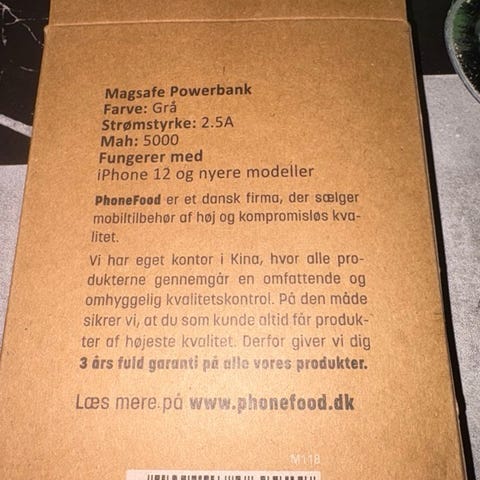 Magsafe Powerbank
Farve: Grå
Strømstyrke: 2.5A
Mah: 5000
Fungerer med
iPhone 12 og nyere modeller
PhoneFood er et dansk firma, der sælger
mobiltilbehør af høj og kompromisløs kva-
litet.
Vi har eget kontor i Kina, hvor alle pro-
dukterne gennemgår en omfattende og
omhyggelig kvalitetskontrol. På den måde
sikrer vi, at du som kunde altid får produk-
ter af højeste kvalitet. Derfor giver vi dig
3 års fuld garanti på alle vores produkter.
Læs mere på www.phonefood.dk
M118